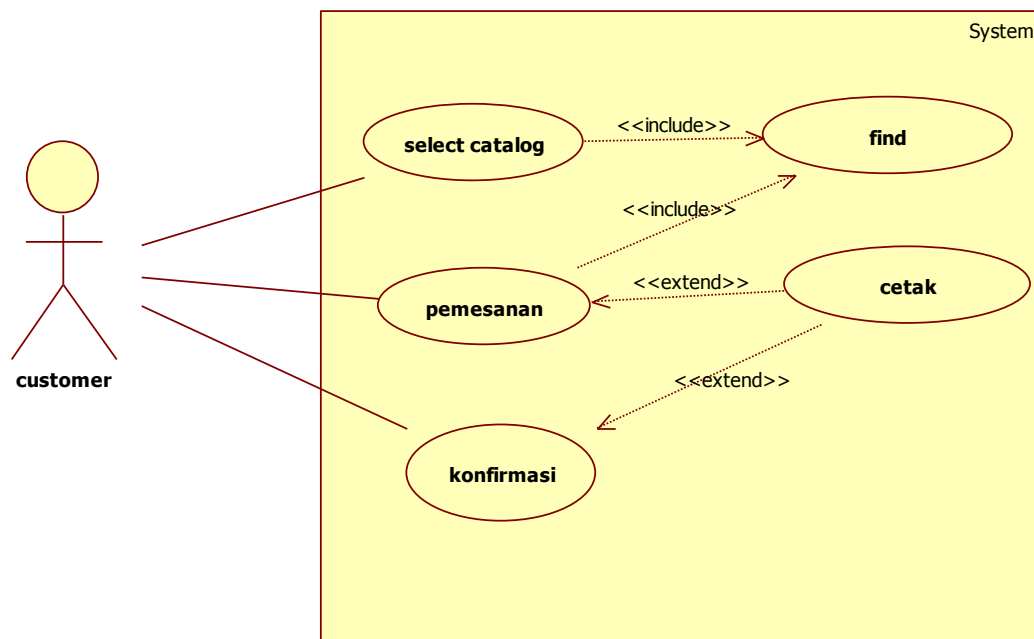 System
select catalog
<<include>>
find
<<include>>
pemesanan
<<extend>>
cetak
customer
<<extend>>
konfirmasi